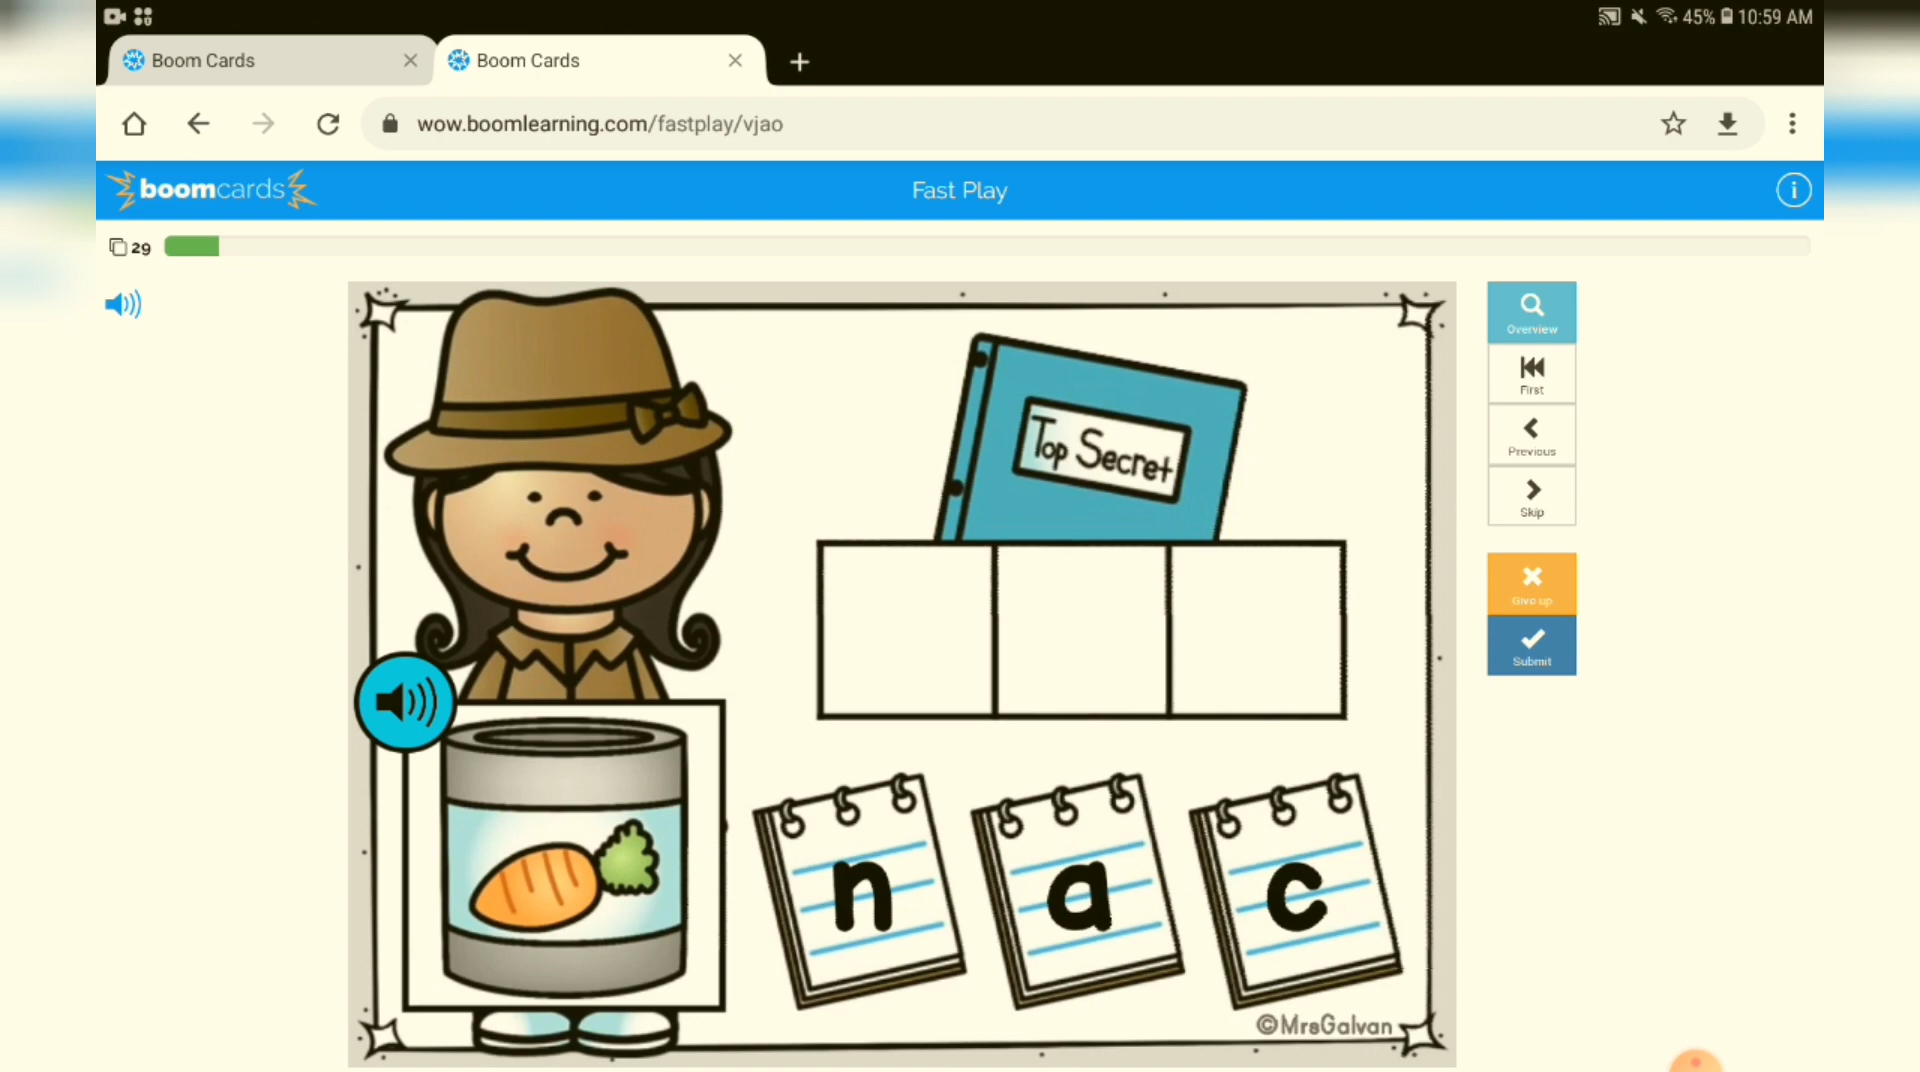 45% 10:59 AM
Boom Cards
Boom Cards
wow.boomlearning.com/fastplay/vjao
boomcards
Fast Play
i
29
Overview
First
Top Secret
Previous
Skip
Give up
Submit
n a c
©MrsGalvan